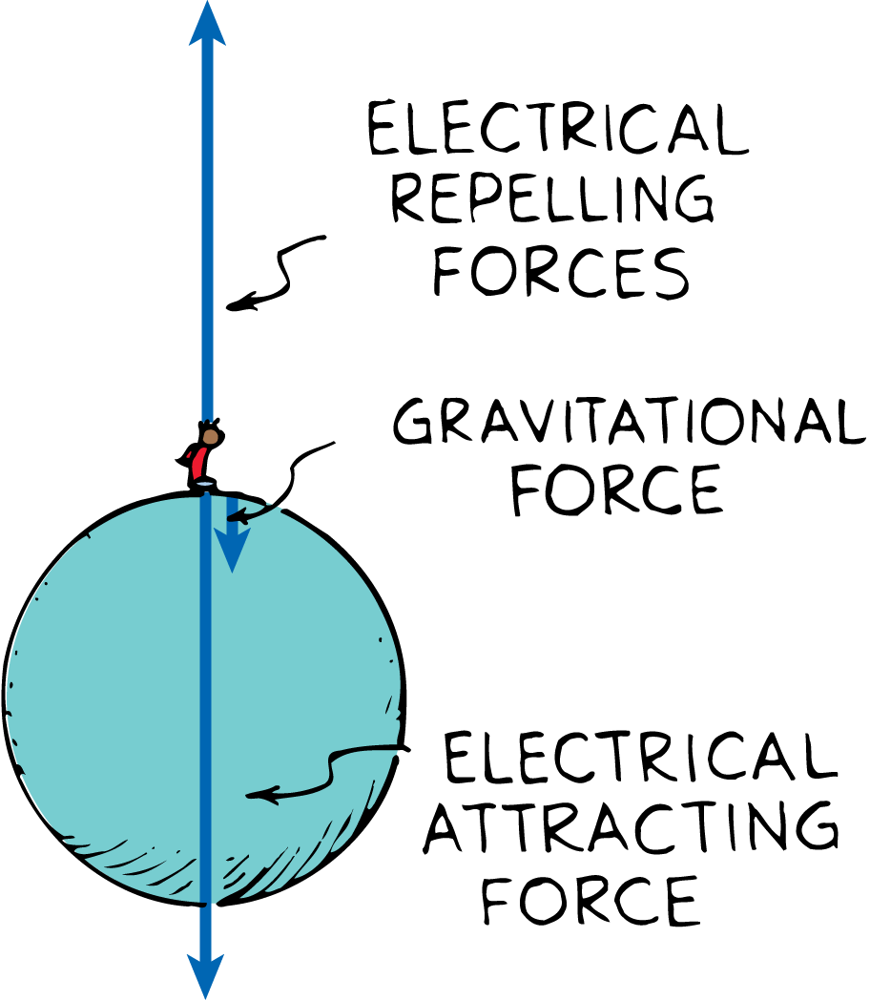 ELECTRICAL
REPELLING
FORCES
GRAVITATIONAL
FORCE
ELECTRICAL
ATTRACTING
FORCE